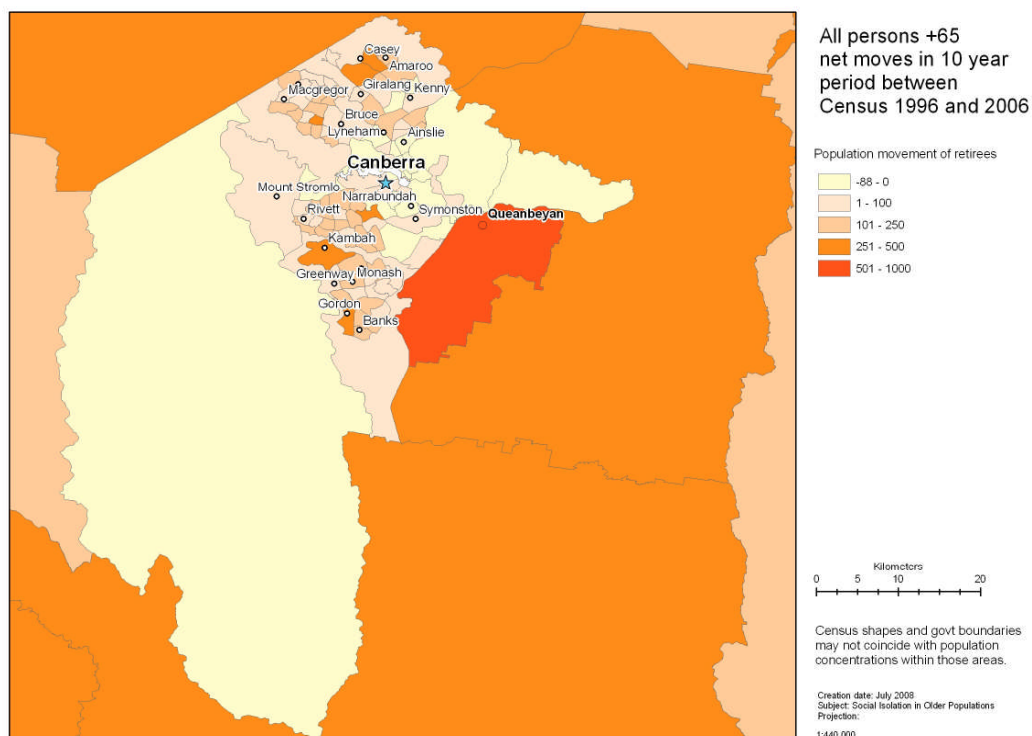 All persons +65
net moves in 10 year
period between
Census 1996 and 2006
Population movement of retirees
-88 - 0
1 - 100
101 - 250
251 - 500
501 - 1000
Casey
Amaroo
Macgregor
Giralang
Kenny
Bruce
Lyneham
Ainslie
Canberra
Mount Stromlo
Narrabundah
Rivett
Symonston
Queanbeyan
Kambah
Greenway
Monash
Gordon
Banks
Kilometers
0 5 10 20
Census shapes and govt boundaries
may not coincide with population
concentrations within those areas.
Creation date: July 2008
Subject: Social Isolation in Older Populations
Projection:
1:440,000